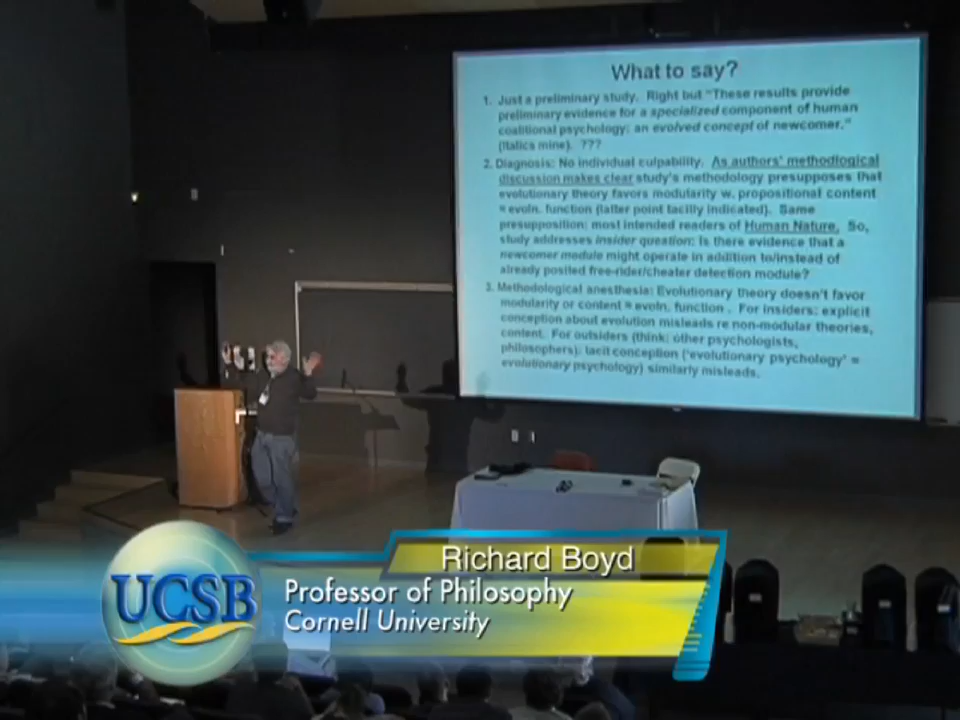 What to say?
1. Just a preliminary study. Right but "These results provide
preliminary evidence for a specialized component of human
coalitional psychology: an evolved concept of newcomer."
(Italics mine). ???
2. Diagnosis: No individual culpability. As authors' methodlogical
discussion makes clear study's methodology presupposes that
evolutionary theory favors modularity w. propositional content
= evoln. function (latter point tacitly indicated). Same
presupposition: most intended readers of Human Nature. So,
study addresses insider question: Is there evidence that a
newcomer module might operate in addition to/instead of
already posited free-rider/cheater detection module?
3. Methodological anesthesia: Evolutionary theory doesn't favor
modularity or content = evoln. function . For insiders: explicit
conception about evolution misleads re non-modular theories,
content. For outsiders (think: other psychologists,
philosophers): tacit conception ('evolutionary psychology' =
evolutionary psychology) similarly misleads.
UCSB
Richard Boyd
Professor of Philosophy
Cornell University